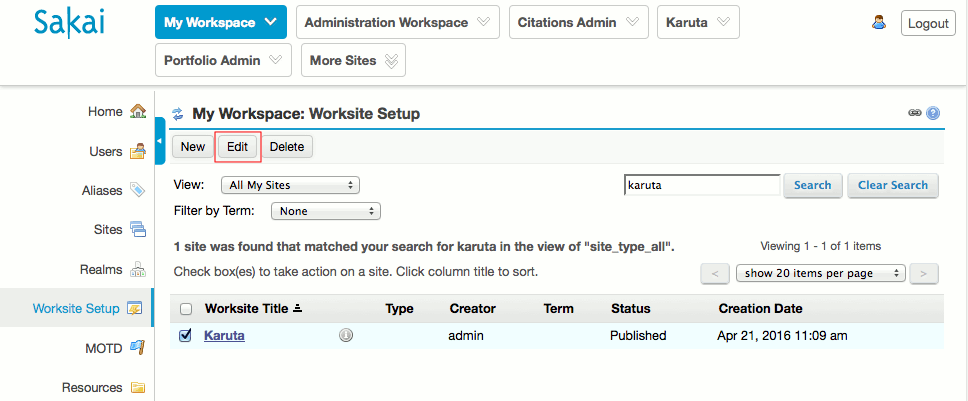 Sakai
My Workspace Administration Workspace Citations Admin Karuta Logout
Portfolio Admin More Sites
Home
Users
Aliases
Sites
Realms
Worksite Setup
MOTD
Resources
My Workspace: Worksite Setup
New Edit Delete
View: All My Sites karuta Search Clear Search
Filter by Term: None
1 site was found that matched your search for karuta in the view of "site_type_all". Viewing 1 - 1 of 1 items
Check box(es) to take action on a site. Click column title to sort. < show 20 items per page >
Worksite Title Type Creator Term Status Creation Date
Karuta admin Published Apr 21, 2016 11:09 am